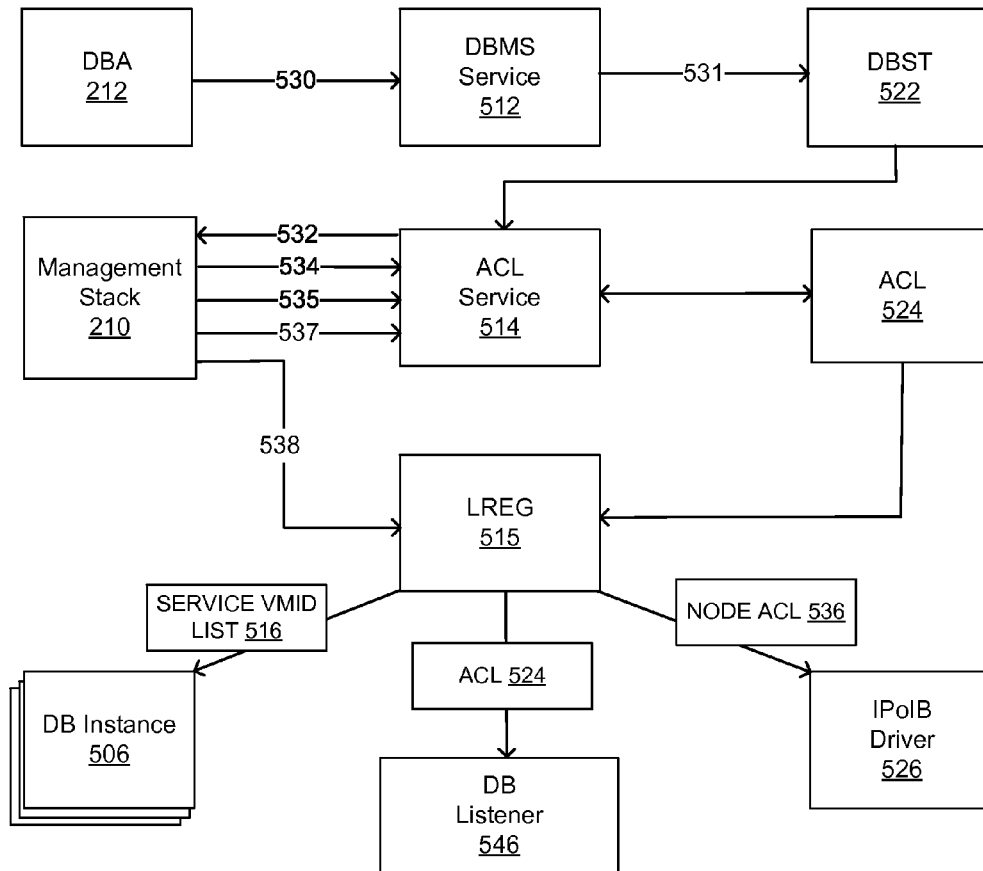 DBA
212
530
DBMS
Service
512
531
DBST
522
Management
Stack
210
532
534
535
537
ACL
Service
514
ACL
524
538
LREG
515
SERVICE VMID
LIST 516
NODE ACL 536
ACL 524
DB Instance
506
DB
Listener
546
IPoIB
Driver
526